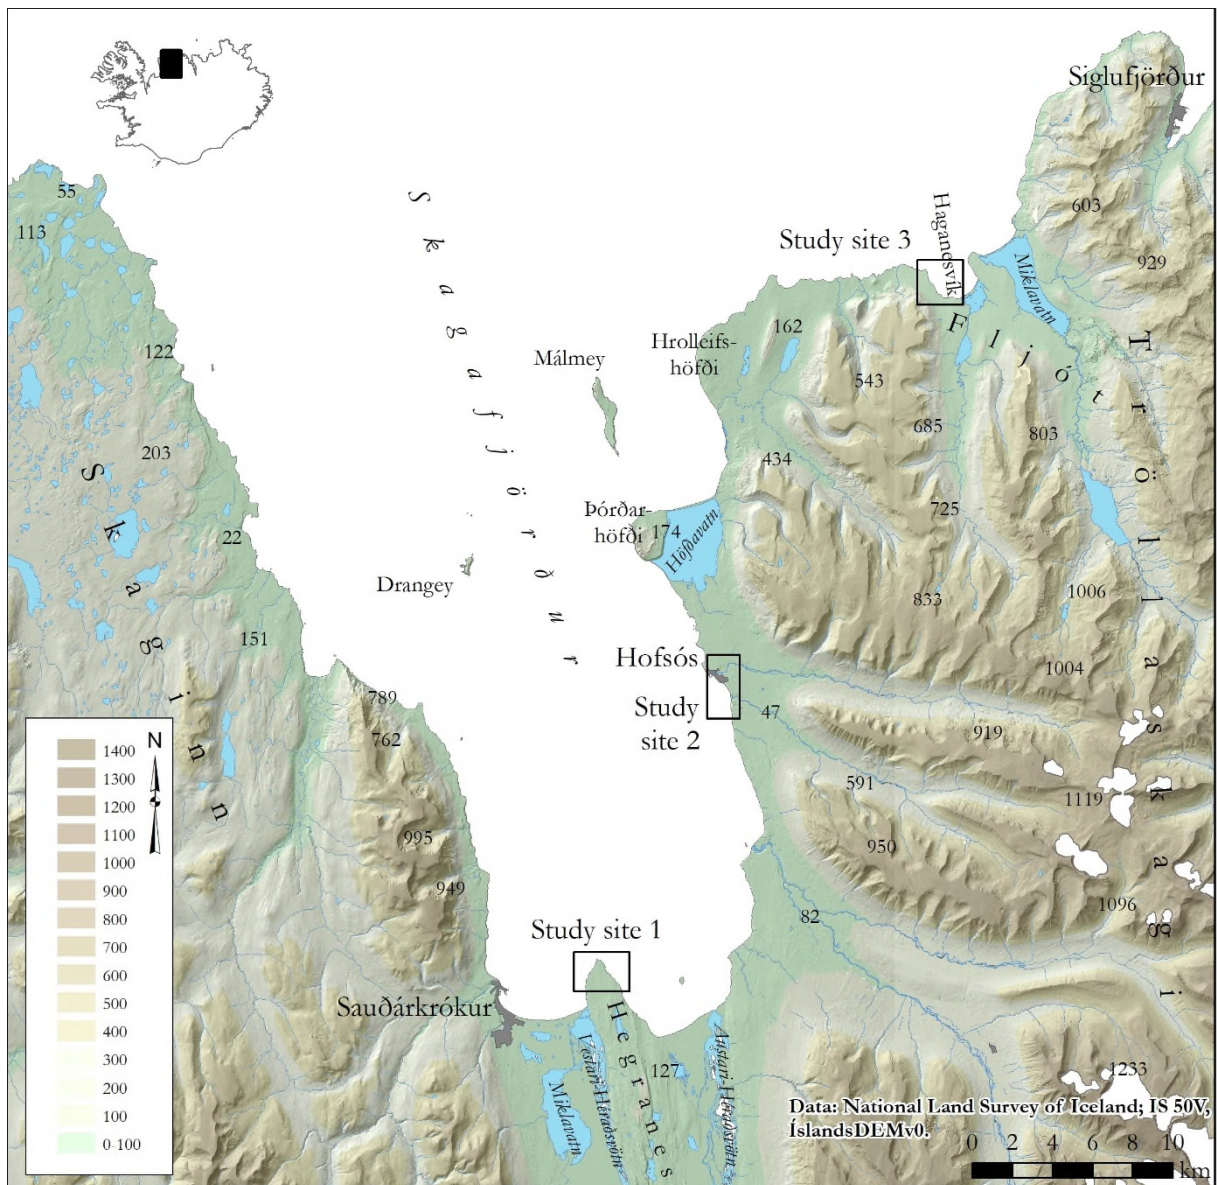 Siglufjörður
55
113
Skagafjörður
603
Haganesvík
Study site 3
929
Miklavatn
Fljót
162
Hrolleifs-
höfði
Málmey
122
543
685
803
Tröllaskagi
203
434
Skaginn
725
Þórðar-
höfði
174
Höfðavatn
22
Drangey
833
1006
151
1004
Hofsós
Study
site 2
47
789
762
919
591
1119
995
950
949
1096
82
Study site 1
Sauðárkrókur
Hegranes
Vestari-Héraðsvötn
Austari-Héraðsvötn
Miklavatn
127
1233
N
1400
1300
1200
1100
1000
900
800
700
600
500
400
300
200
100
0-100
Data: National Land Survey of Iceland; IS 50V,
ÍslandsDEMv0.
0 2 4 6 8 10
km